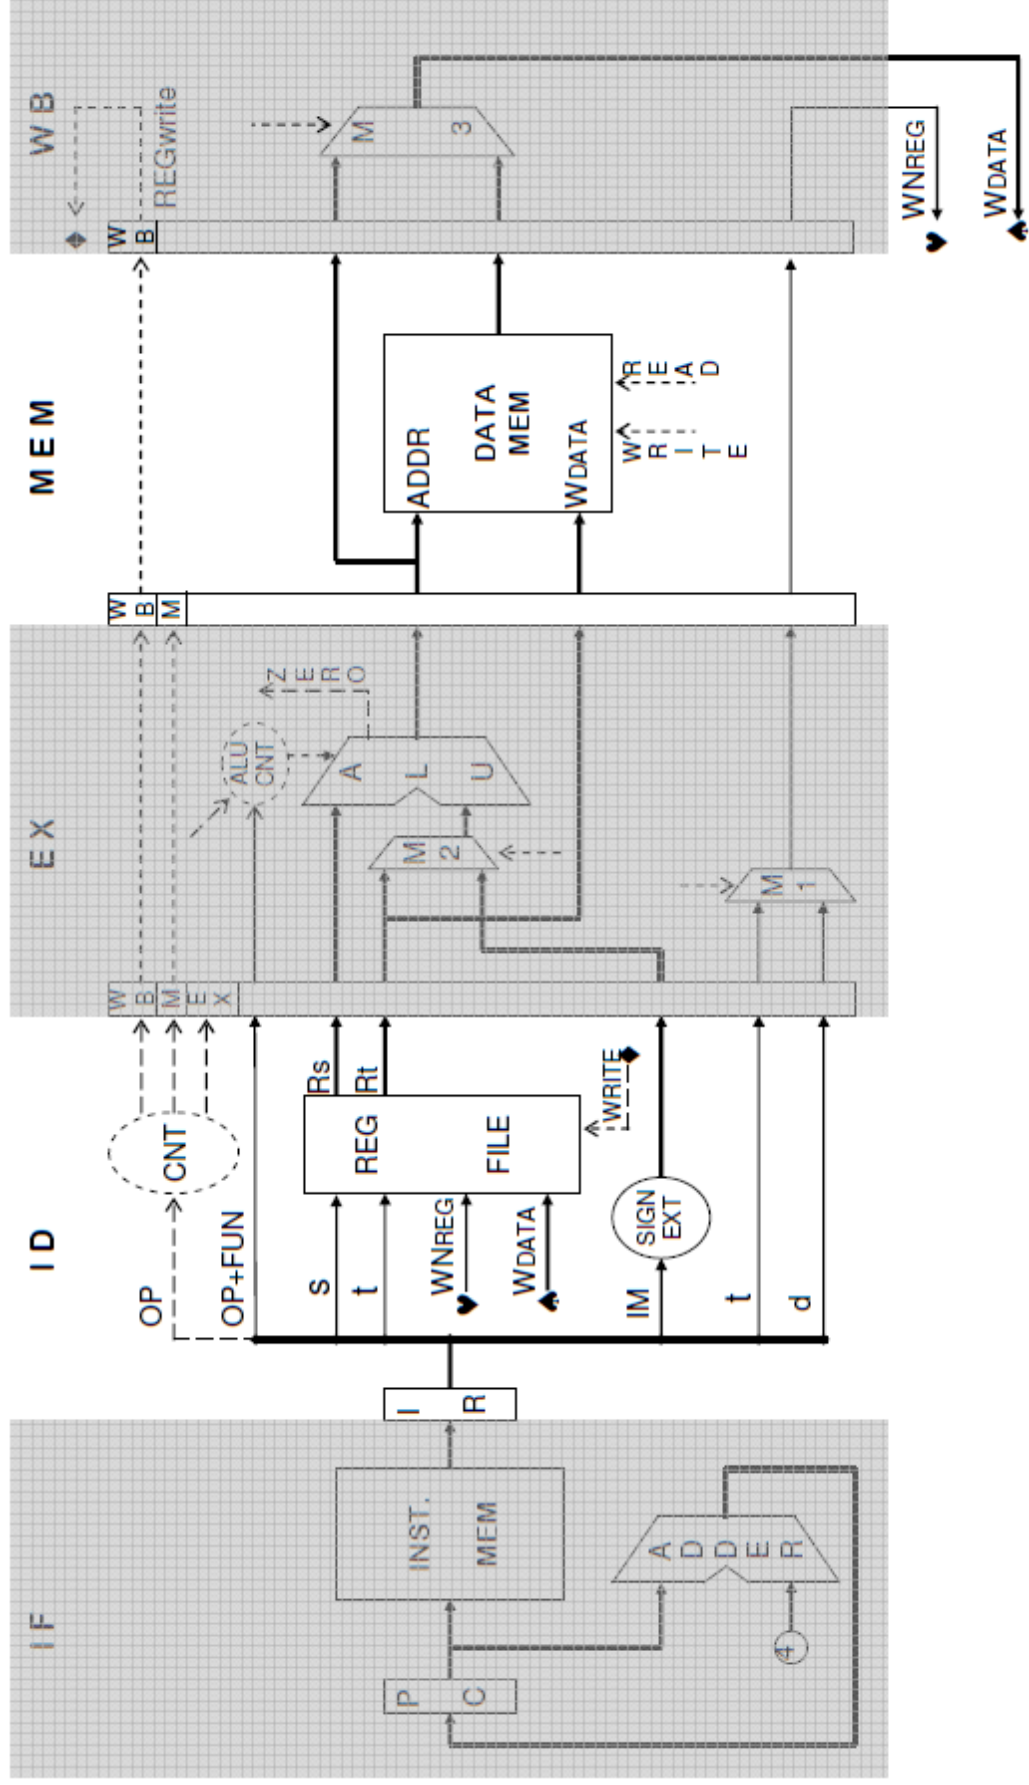 IF
ID
EX
MEM
WB
PC
INST.
MEM
4
ADDER
IR
OP
CNT
OP+FUN
s
t
WNREG
WDATA
IM
t
d
REG
FILE
Rs
Rt
WRITE
SIGN
EXT
WB
M
EX
ALU
CNT
ALU
ZERO
M
2
M
1
WB
M
ADDR
DATA
MEM
WDATA
WRITE
READ
WB
REGwrite
M
3
WNREG
WDATA